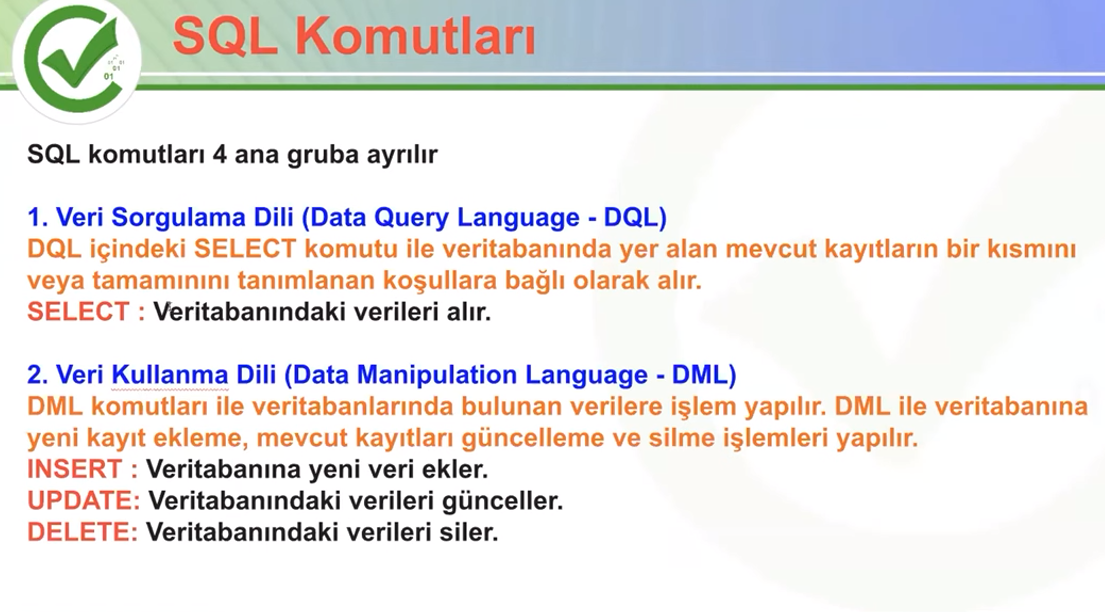 SQL Komutları
01
01
01
SQL komutları 4 ana gruba ayrılır
1. Veri Sorgulama Dili (Data Query Language - DQL)
DQL içindeki SELECT komutu ile veritabanında yer alan mevcut kayıtların bir kısmını
veya tamamınını tanımlanan koşullara bağlı olarak alır.
SELECT : Veritabanındaki verileri alır.
2. Veri Kullanma Dili (Data Manipulation Language - DML)
DML komutları ile veritabanlarında bulunan verilere işlem yapılır. DML ile veritabanına
yeni kayıt ekleme, mevcut kayıtları güncelleme ve silme işlemleri yapılır.
INSERT : Veritabanına yeni veri ekler.
UPDATE: Veritabanındaki verileri günceller.
DELETE: Veritabanındaki verileri siler.